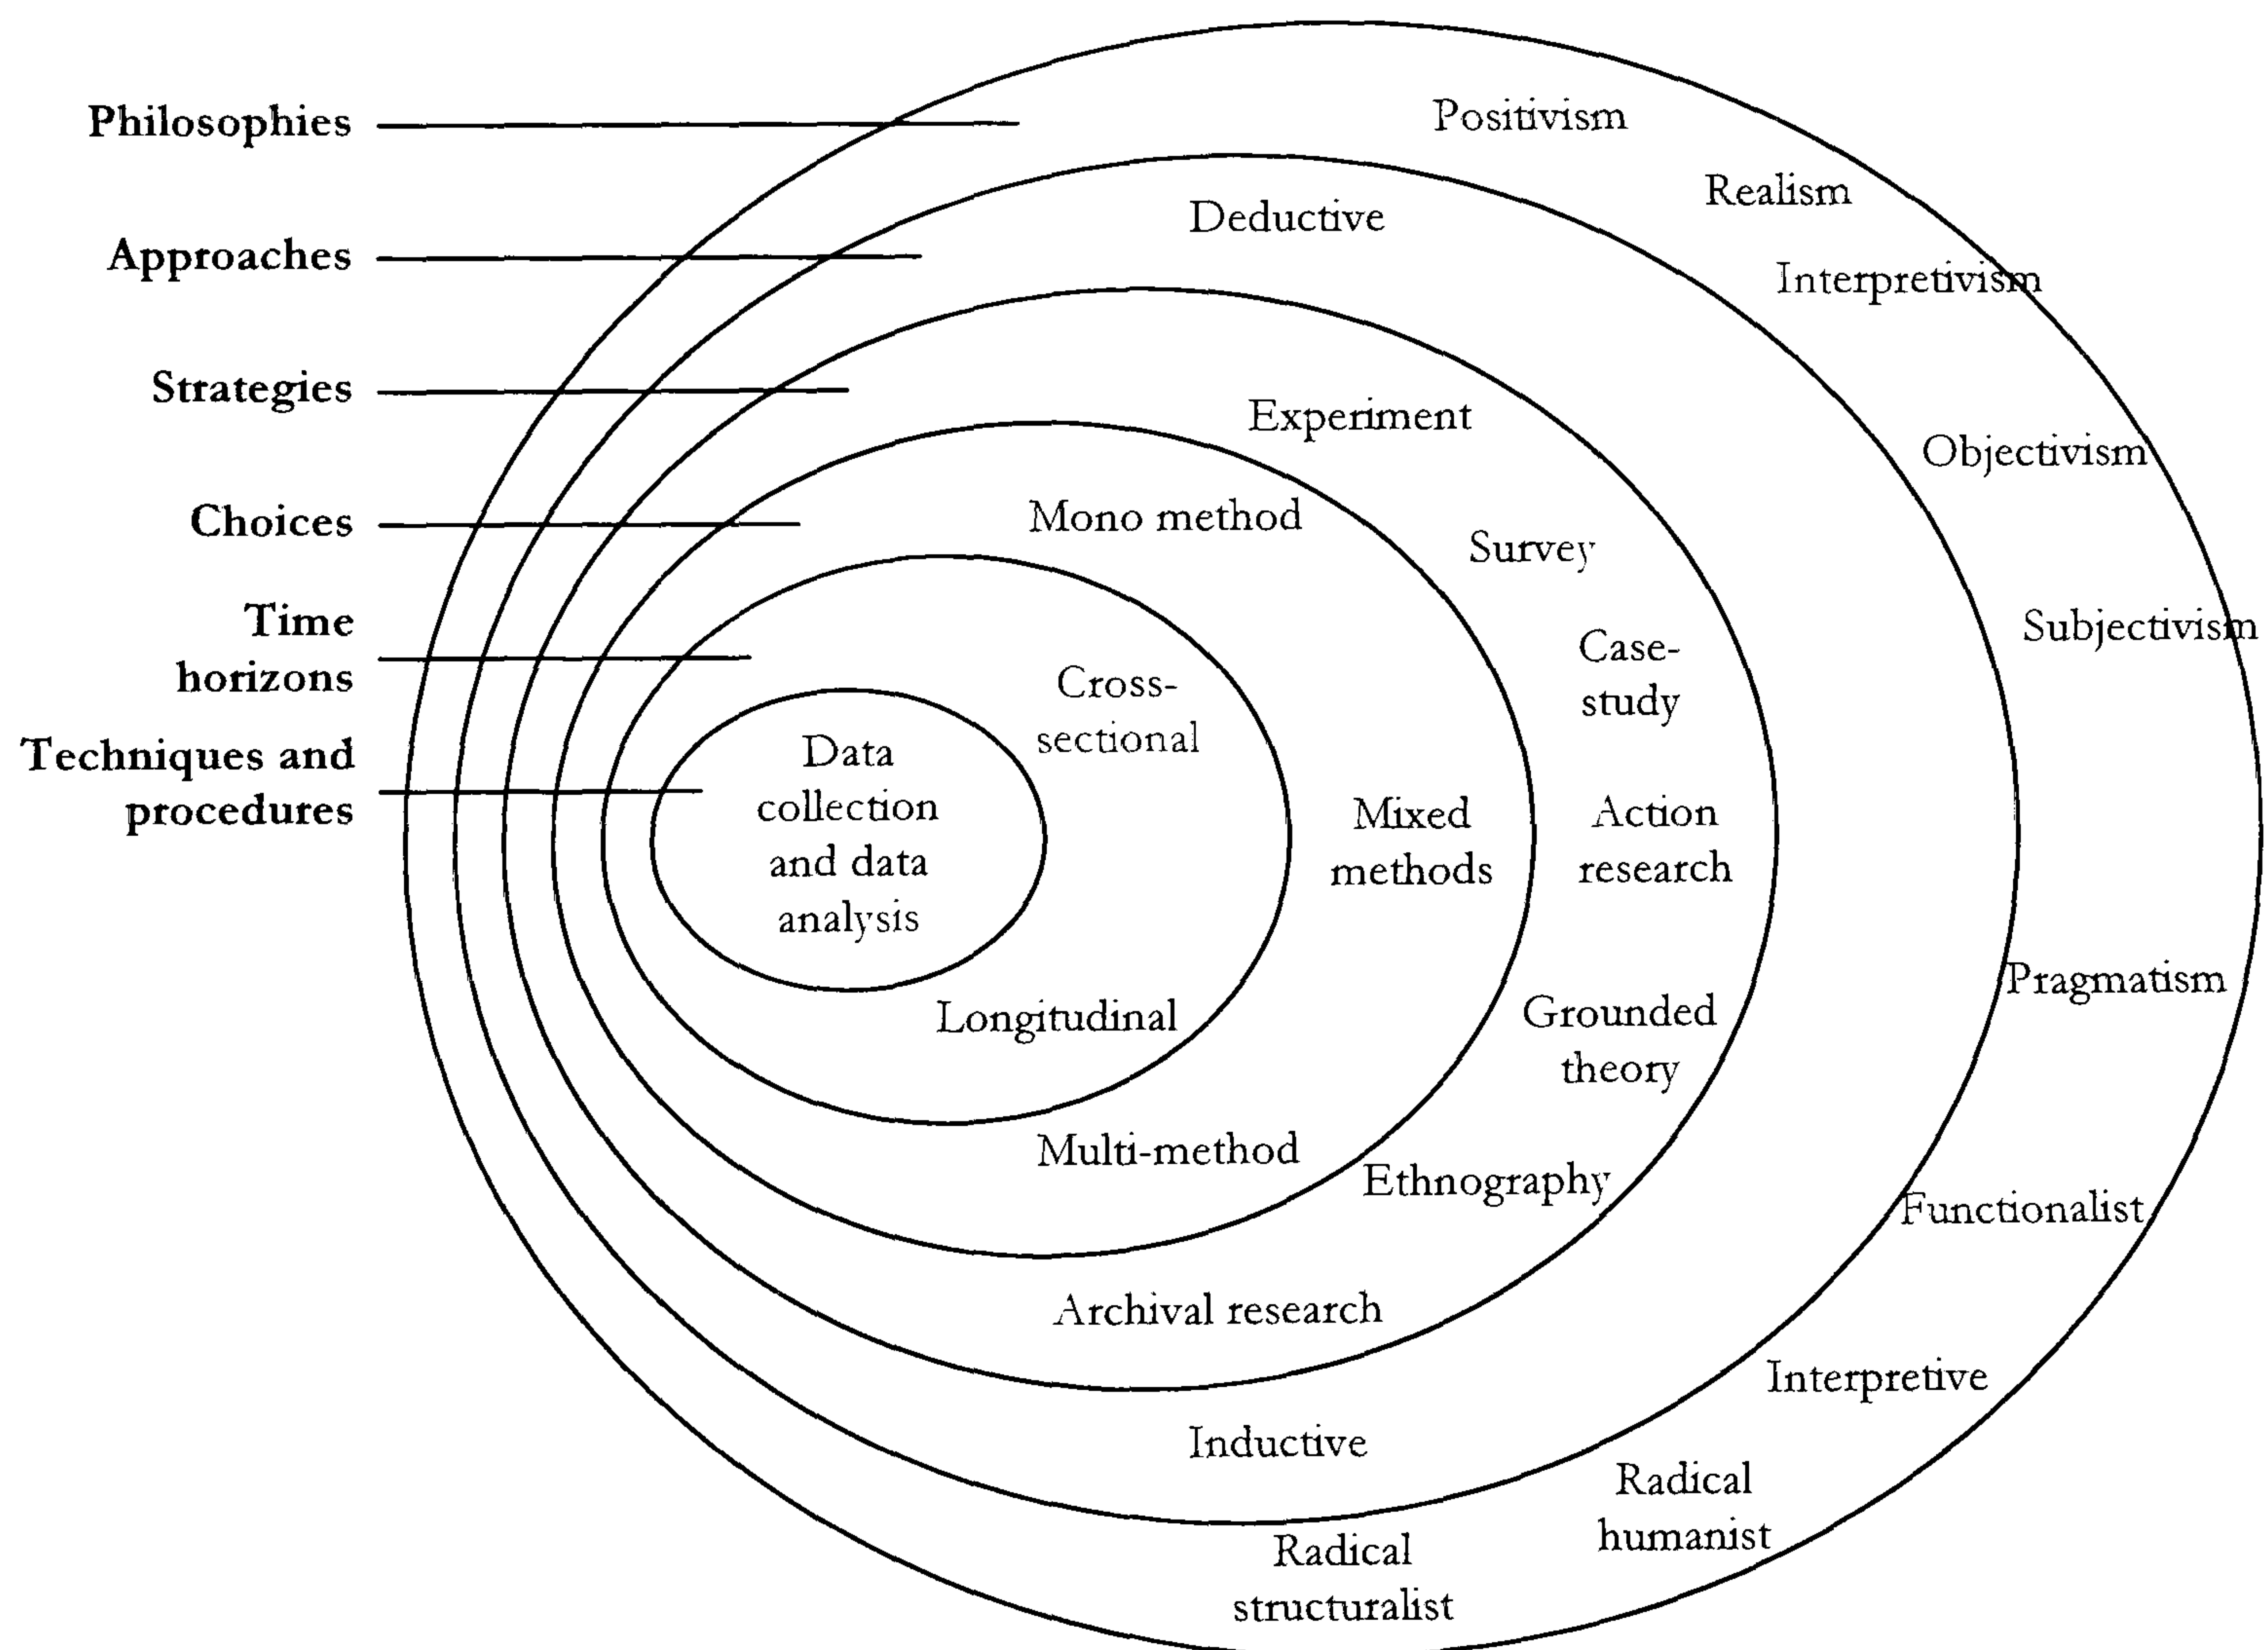 Philosophies
Approaches
Strategies
Choices
Time
horizons
Techniques and
procedures
Positivism
Realism
Interpretivism
Objectivism
Subjectivism
Pragmatism
Functionalist
Interpretive
Radical
humanist
Radical
structuralist
Deductive
Inductive
Experiment
Survey
Case-
study
Action
research
Grounded
theory
Ethnography
Archival research
Mono method
Mixed
methods
Multi-method
Cross-
sectional
Longitudinal
Data
collection
and data
analysis